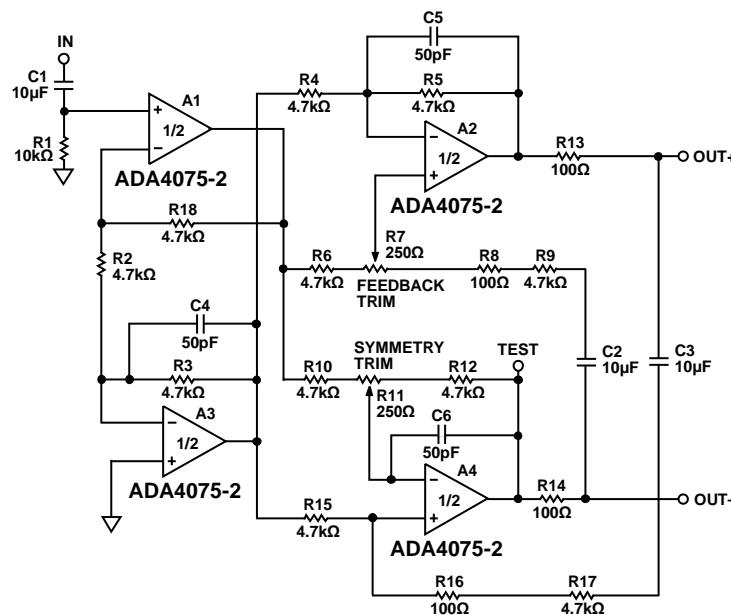 IN
C1
10µF
R1
10kΩ
+
A1
1/2
−
ADA4075-2
R18
4.7kΩ
R2
4.7kΩ
C4
50pF
R3
4.7kΩ
A3
−
1/2
+
ADA4075-2
R4
4.7kΩ
C5
50pF
R5
4.7kΩ
A2
−
1/2
+
ADA4075-2
R13
100Ω
OUT+
R6
4.7kΩ
R7
250Ω
FEEDBACK
TRIM
R8
100Ω
R9
4.7kΩ
C2
10µF
C3
10µF
SYMMETRY
TRIM
TEST
R10
4.7kΩ
R11
250Ω
R12
4.7kΩ
C6
50pF
A4
−
1/2
+
ADA4075-2
R14
100Ω
OUT–
R15
4.7kΩ
R16
100Ω
R17
4.7kΩ